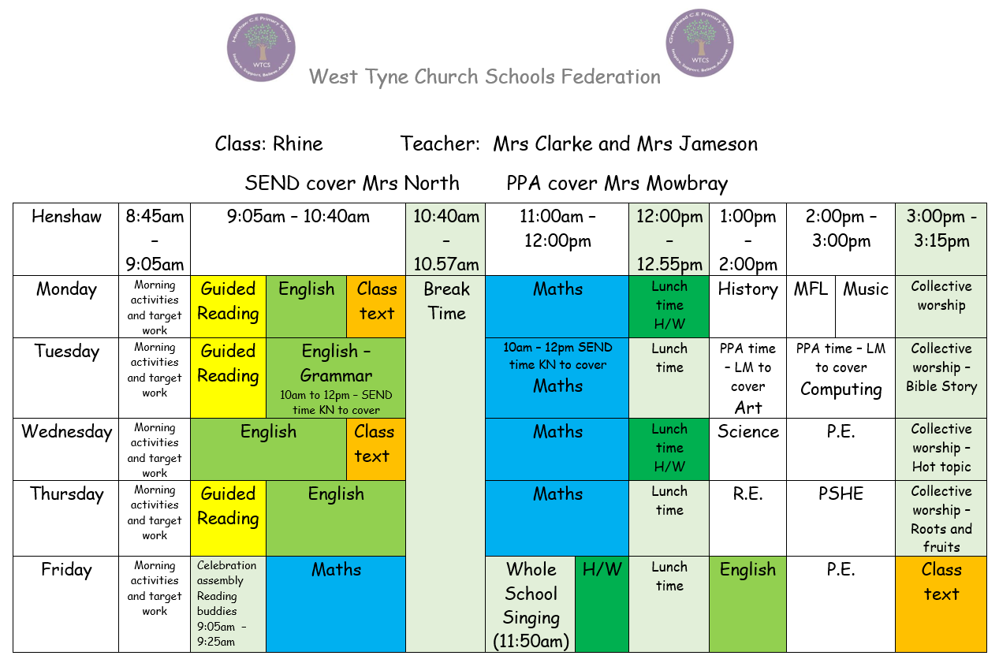 Henshaw C.E Primary School
WTCS
Inspire, Support, Believe, Achieve
Greenhead C.E Primary School
WTCS
Inspire, Support, Believe, Achieve
West Tyne Church Schools Federation
Class: Rhine Teacher: Mrs Clarke and Mrs Jameson
SEND cover Mrs North PPA cover Mrs Mowbray
Henshaw
8:45am
–
9:05am
9:05am – 10:40am
10:40am
–
10.57am
11:00am –
12:00pm
12:00pm
–
12.55pm
1:00pm
–
2:00pm
2:00pm –
3:00pm
3:00pm -
3:15pm
Monday
Morning
activities
and target
work
Guided
Reading
English
Class
text
Break
Time
Maths
Lunch
time
H/W
History
MFL
Music
Collective
worship
Tuesday
Morning
activities
and target
work
Guided
Reading
English –
Grammar
10am to 12pm – SEND
time KN to cover
10am – 12pm SEND
time KN to cover
Maths
Lunch
time
PPA time
– LM to
cover
Art
PPA time – LM
to cover
Computing
Collective
worship –
Bible Story
Wednesday
Morning
activities
and target
work
English
Class
text
Maths
Lunch
time
H/W
Science
P.E.
Collective
worship –
Hot topic
Thursday
Morning
activities
and target
work
Guided
Reading
English
Maths
Lunch
time
R.E.
PSHE
Collective
worship –
Roots and
fruits
Friday
Morning
activities
and target
work
Celebration
assembly
Reading
buddies
9:05am –
9:25am
Maths
Whole
School
Singing
(11:50am)
H/W
Lunch
time
English
P.E.
Class
text